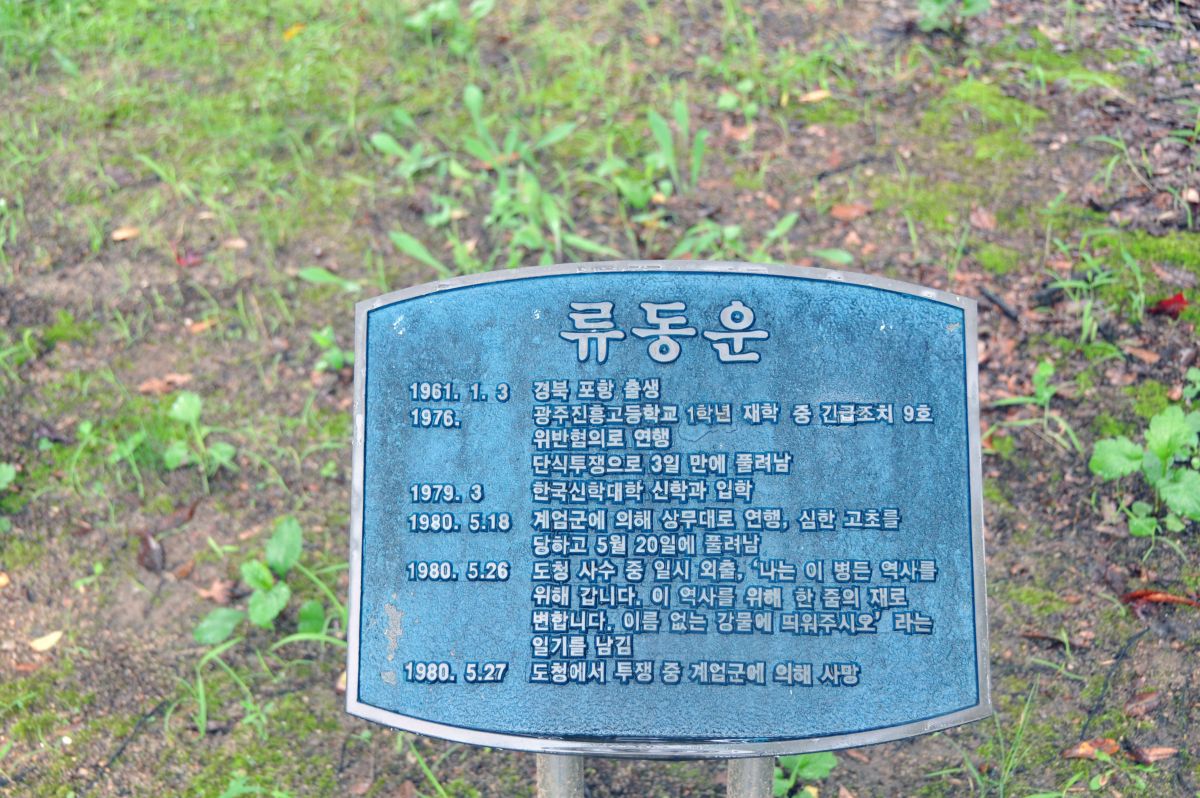 류동운
1961. 1. 3 경북 포항 출생
1976. 광주진흥고등학교 1학년 재학 중 긴급조치 9호
위반혐의로 연행
단식투쟁으로 3일 만에 풀려남
1979. 3 한국신학대학 신학과 입학
1980. 5.18 계엄군에 의해 상무대로 연행, 심한 고초를
당하고 5월 20일에 풀려남
1980. 5.26 도청 사수 중 일시 외출, '나는 이 병든 역사를
위해 갑니다. 이 역사를 위해 한 줌의 재로
변합니다. 이름 없는 강물에 띄워주시오' 라는
일기를 남김
1980. 5.27 도청에서 투쟁 중 계엄군에 의해 사망